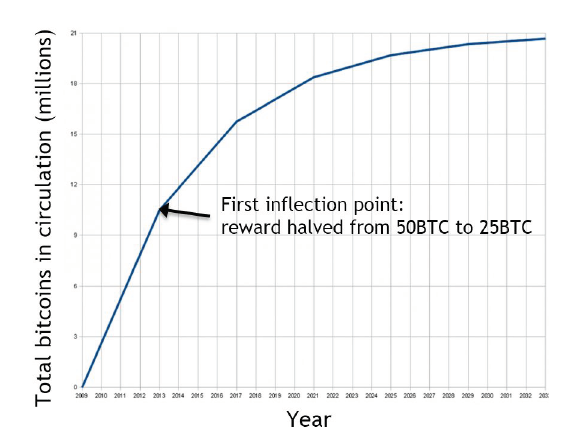 Total bitcoins in circulation (millions)
21
18
15
12
9
6
3
0
First inflection point:
reward halved from 50BTC to 25BTC
2009 2010 2011 2012 2013 2014 2015 2016 2017 2018 2019 2020 2021 2022 2023 2024 2025 2026 2027 2028 2029 2030 2031 2032 203
Year